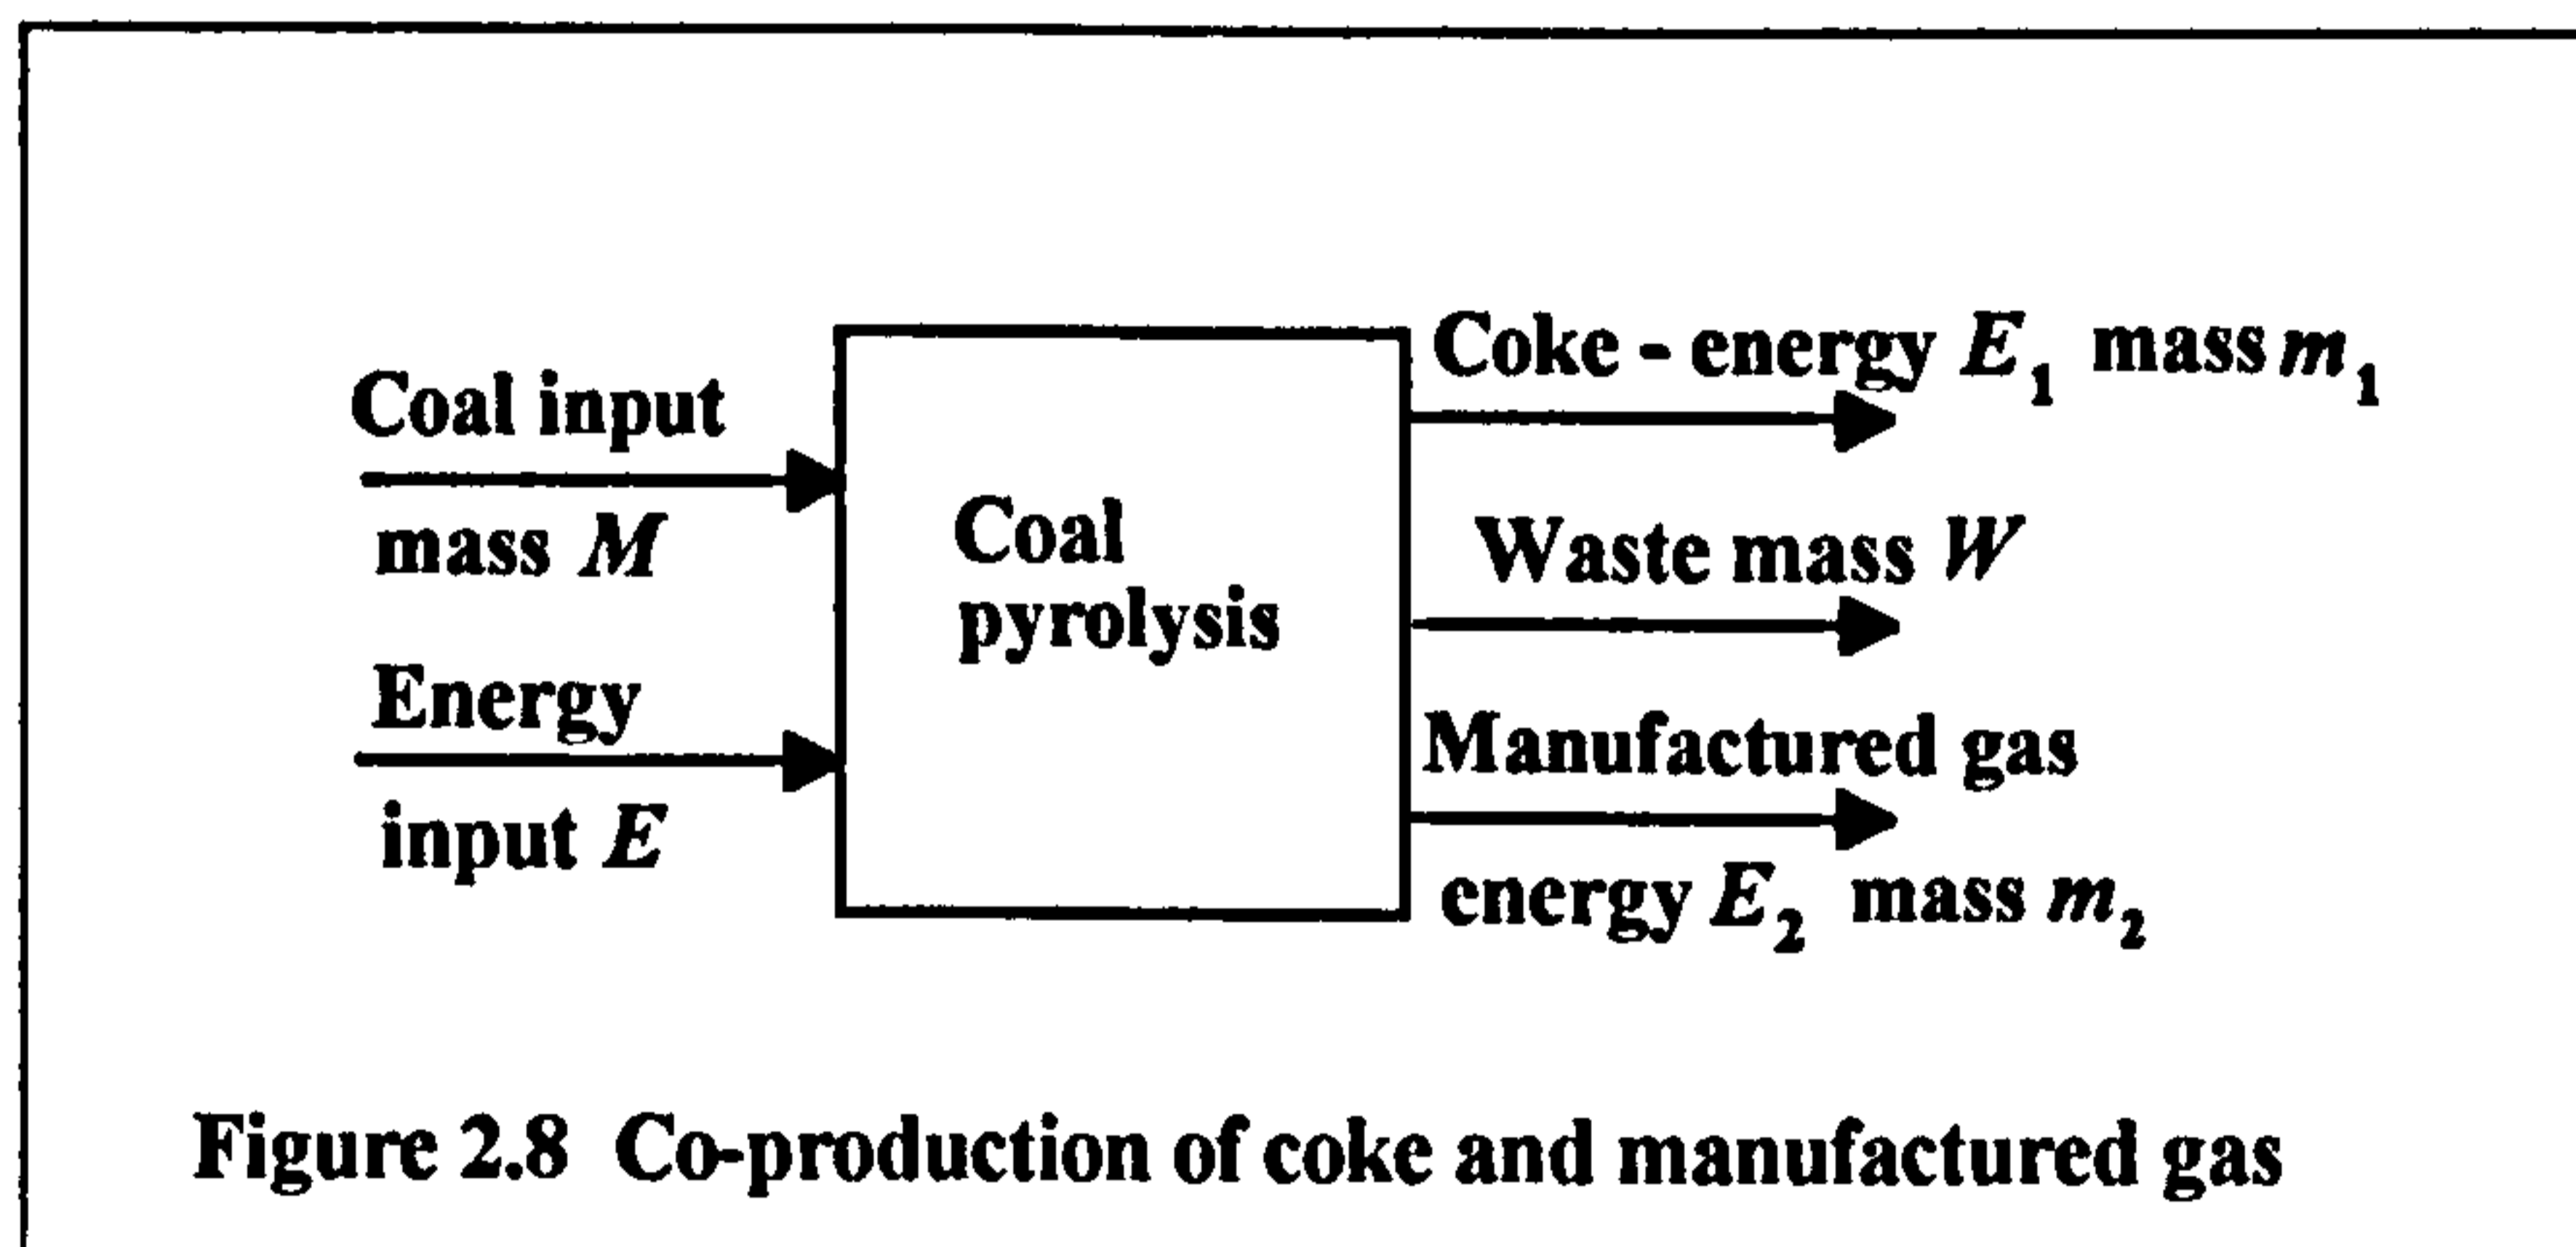 Coal input
mass M
Energy
input E
Coal
pyrolysis
Coke - energy E₁ mass m₁
Waste mass W
Manufactured gas
energy E₂ mass m₂
Figure 2.8 Co-production of coke and manufactured gas